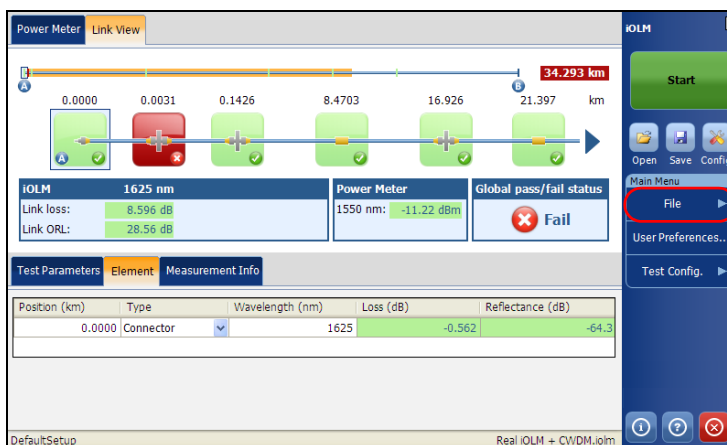 Power Meter Link View
iOLM
34.293 km
A B
0.0000 0.0031 0.1426 8.4703 16.926 21.397 km
A
Start
Open Save Config
Main Menu
File
User Preferences..
Test Config.
iOLM 1625 nm
Link loss: 8.596 dB
Link ORL: 28.56 dB
Power Meter
1550 nm: -11.22 dBm
Global pass/fail status
Fail
Test Parameters Element Measurement Info
Position (km) Type Wavelength (nm) Loss (dB) Reflectance (dB)
0.0000 Connector 1625 -0.562 -64.3
DefaultSetup Real iOLM + CWDM.iolm